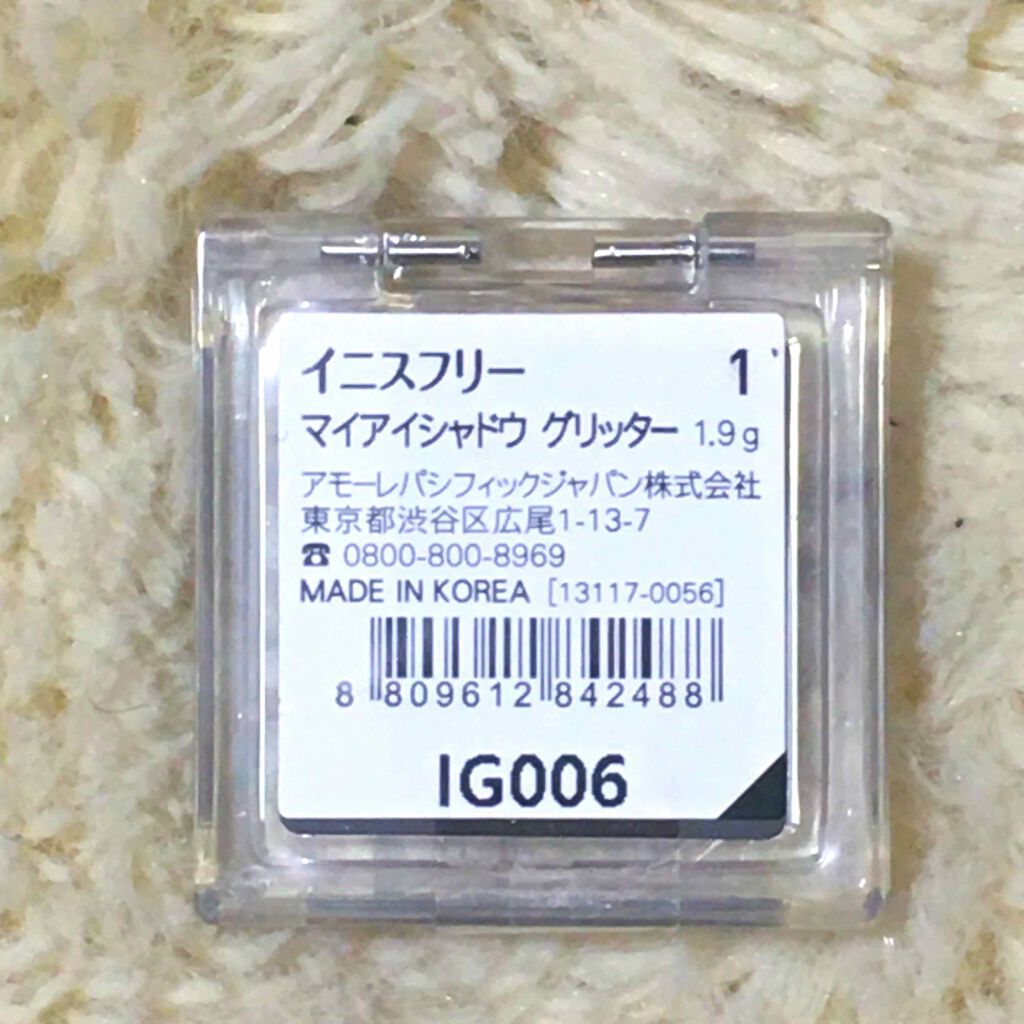 イニスフリー 1
マイアイシャドウ グリッター 1.9g
アモーレパシフィックジャパン株式会社
東京都渋谷区広尾1-13-7
☎ 0800-800-8969
MADE IN KOREA [13117-0056]
8 809612 842488
IG006